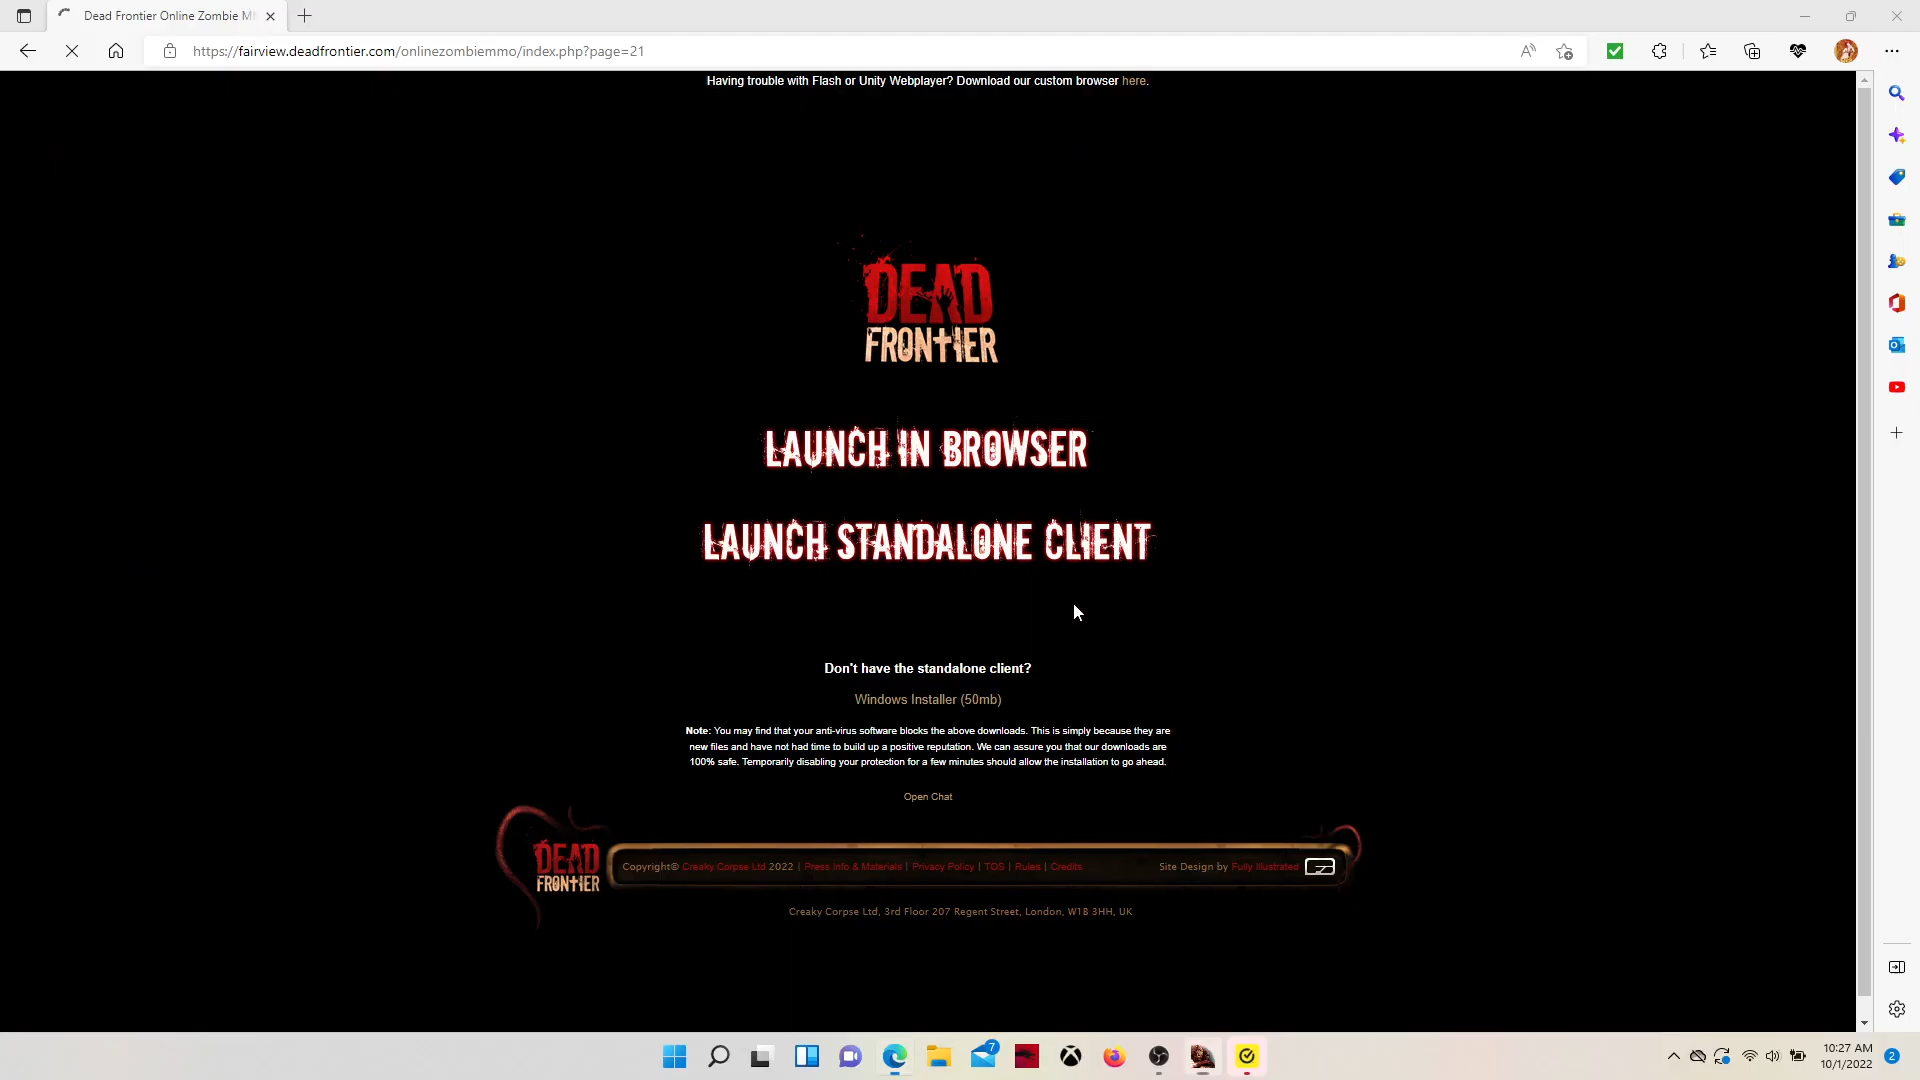 Dead Frontier Online Zombie M
https://fairview.deadfrontier.com/onlinezombiemmo/index.php?page=21
Having trouble with Flash or Unity Webplayer? Download our custom browser here.
DEAD
FRONTIER
LAUNCH IN BROWSER
LAUNCH STANDALONE CLIENT
Don't have the standalone client?
Windows Installer (50mb)
Note: You may find that your anti-virus software blocks the above downloads. This is simply because they are
new files and have not had time to build up a positive reputation. We can assure you that our downloads are
100% safe. Temporarily disabling your protection for a few minutes should allow the installation to go ahead.
Open Chat
DEAD
FRONTIER
Copyright© Creaky Corpse Ltd 2022 | Press Info & Materials | Privacy Policy | TOS | Rules | Credits
Site Design by Fully Illustrated
Creaky Corpse Ltd, 3rd Floor 207 Regent Street, London, W1B 3HH, UK
7
10:27 AM
10/1/2022
2